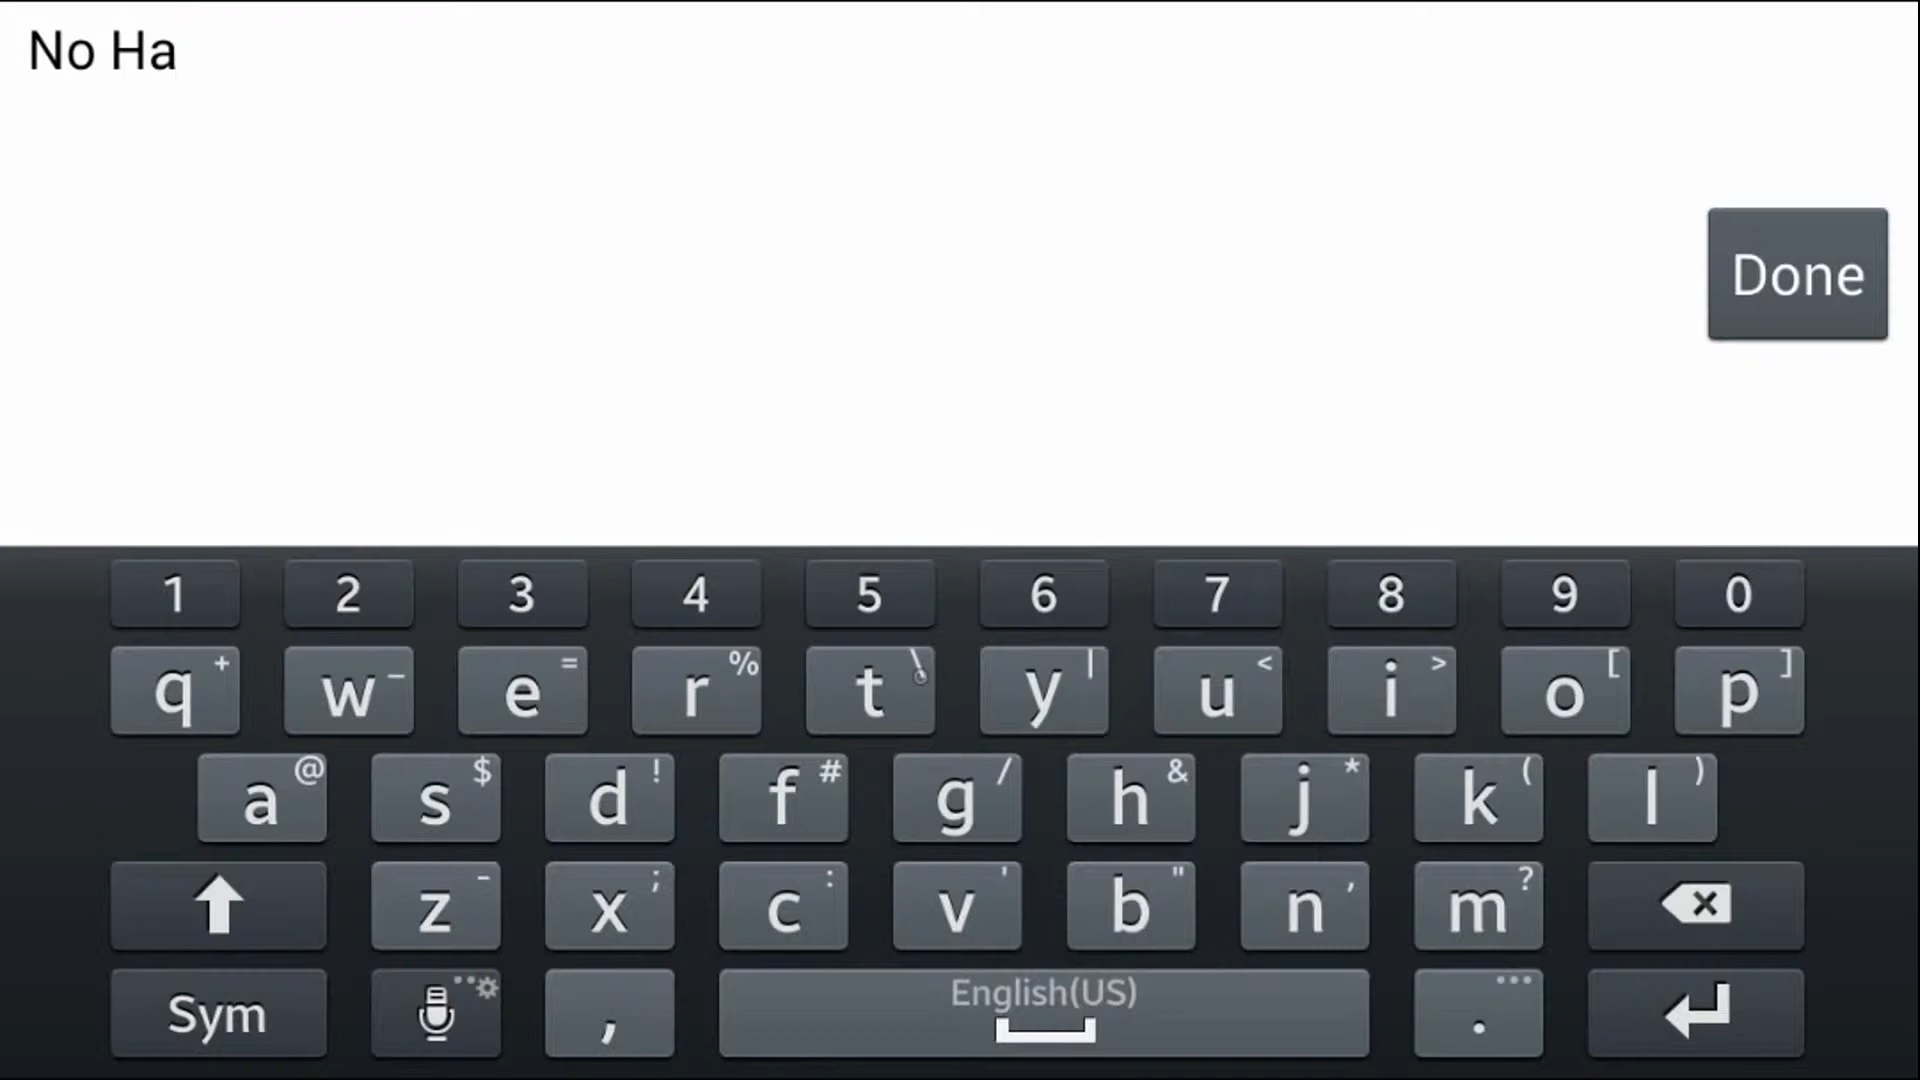 No Ha
Done
1 2 3 4 5 6 7 8 9 0
q + w _ e = r % t \ y | u < i > o [ p ]
a @ s $ d ! f # g / h & j * k ( l )
z - x ; c : v ' b " n , m ?
Sym , English(US) . ...